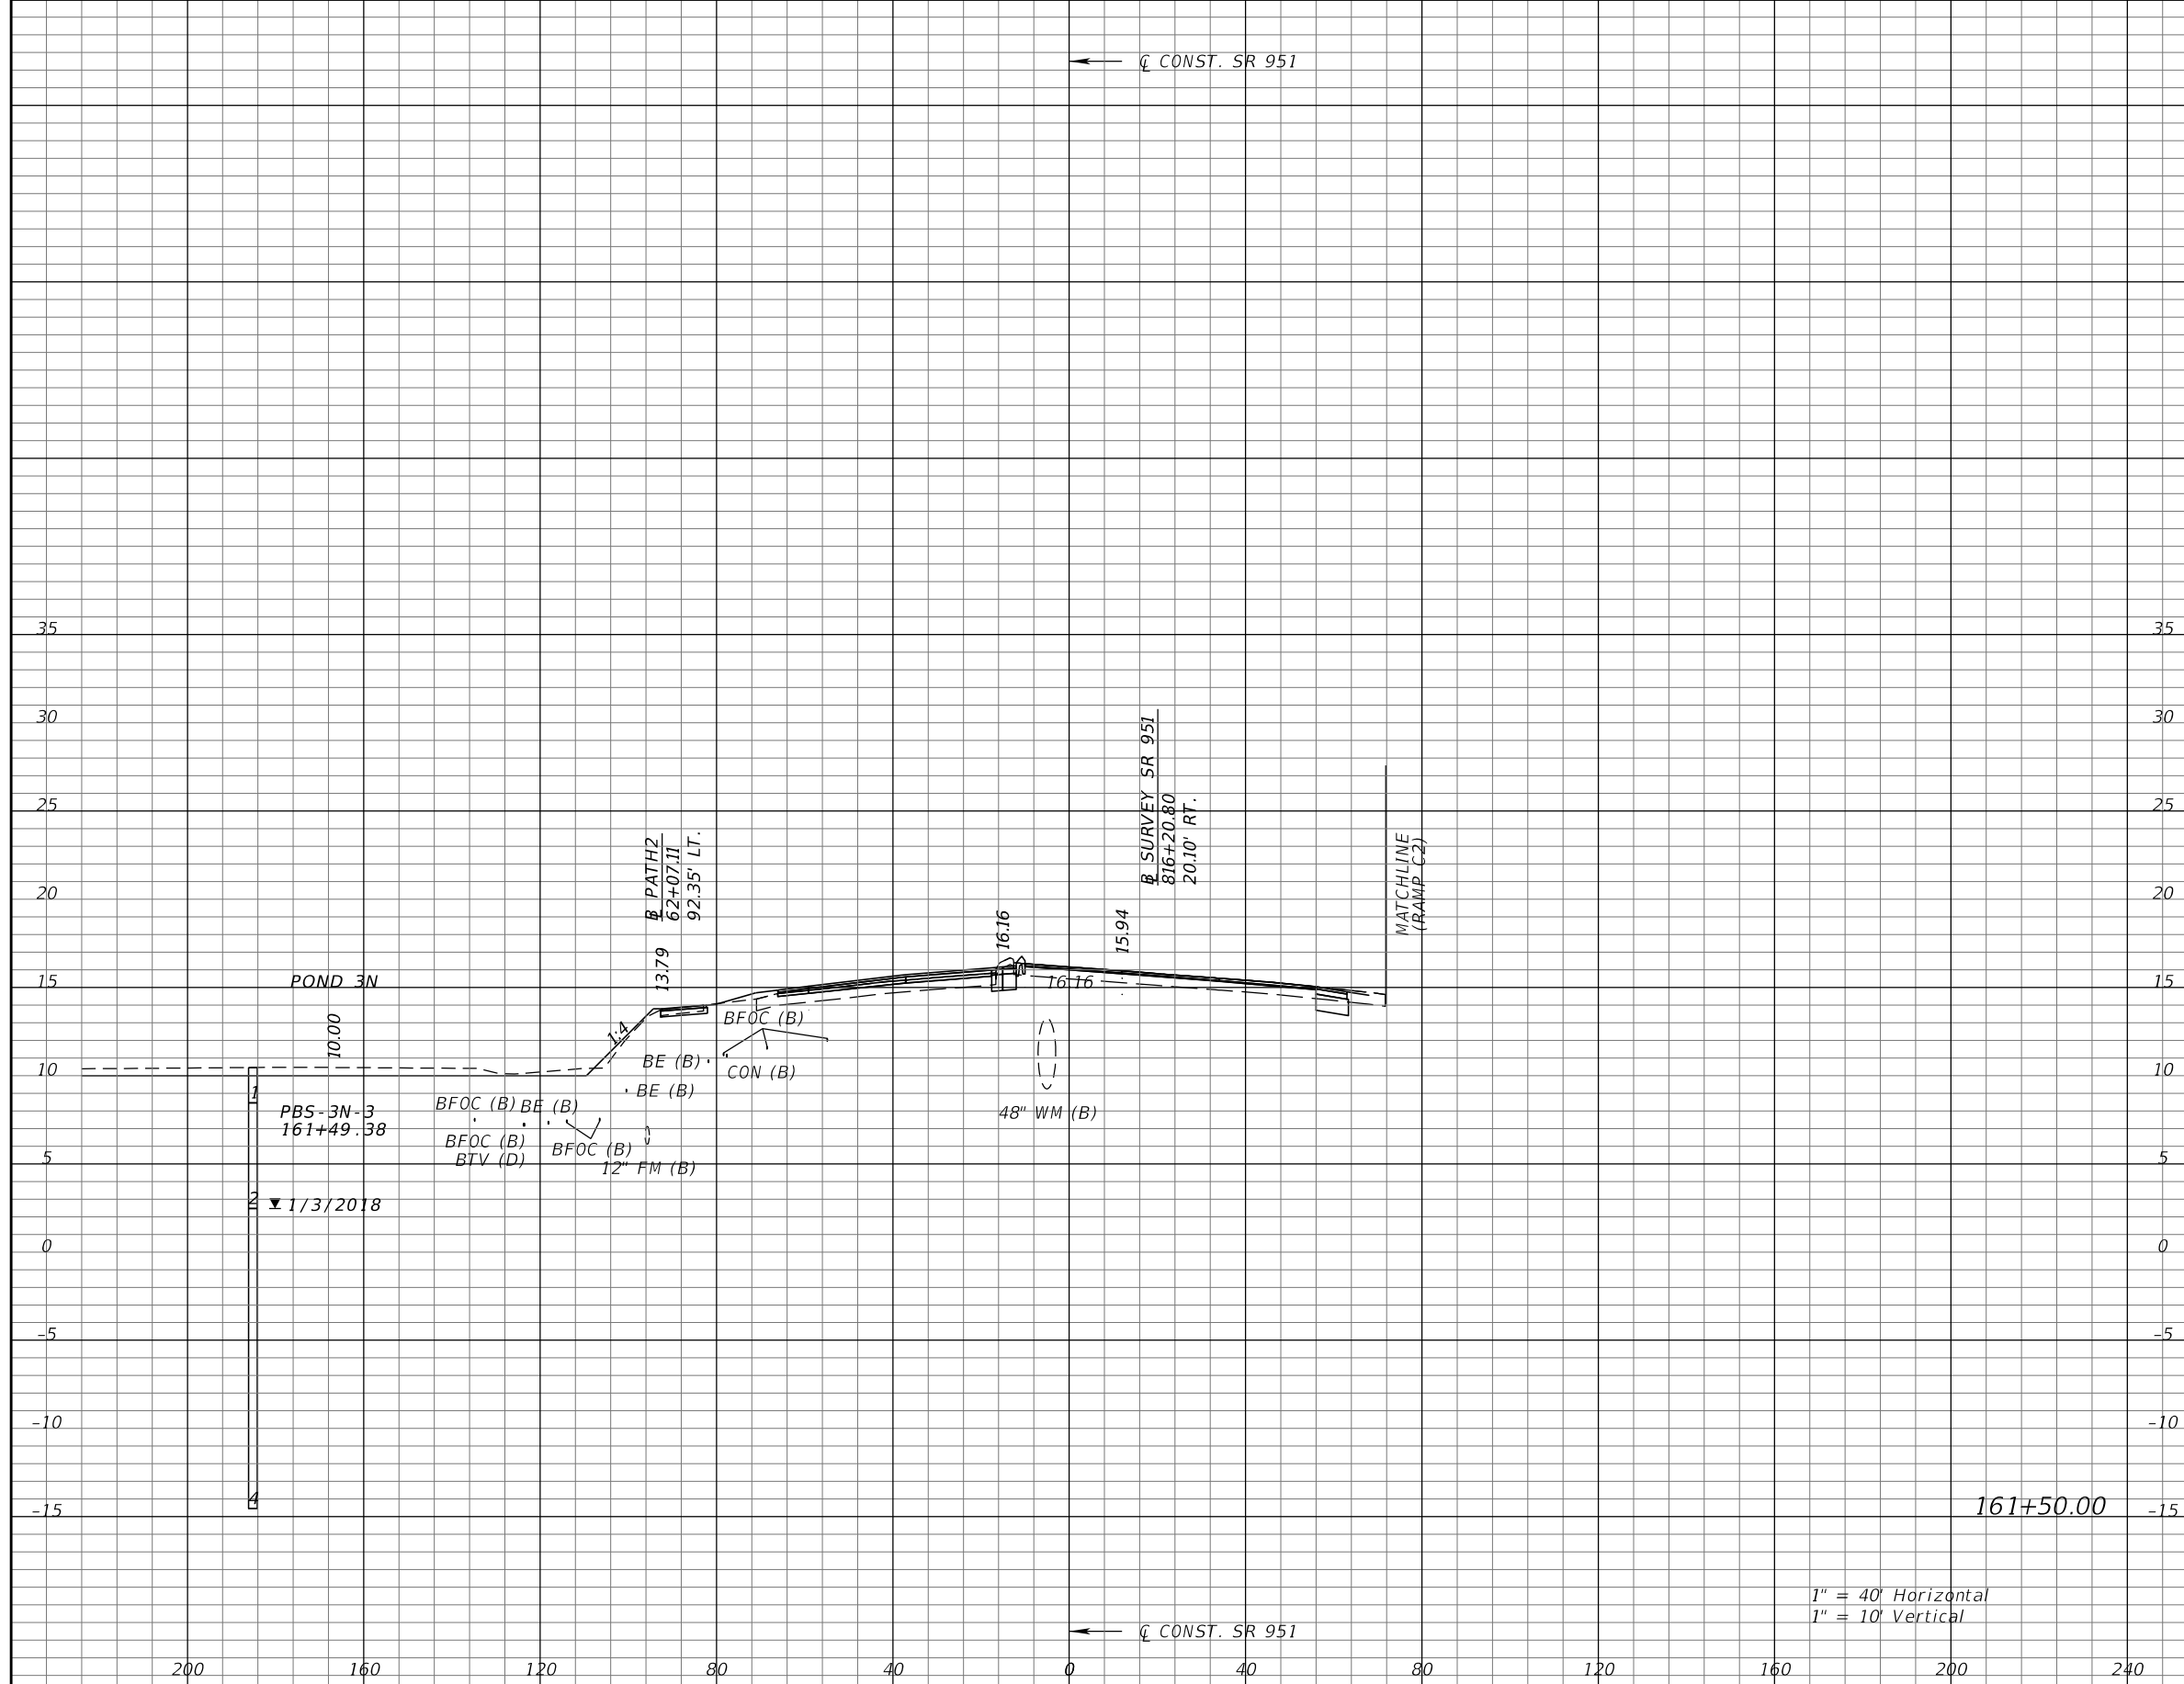 ℄ CONST. SR 951
35 35
30 30
25 25
20 20
15 15
10 10
5 5
0 0
-5 -5
-10 -10
-15 -15
℄ SURVEY SR 951
816+20.80
20.10' RT.
MATCHLINE
(RAMP C2)
PATH2
62+07.11
92.35' LT.
13.79
16.16
15.94
16.16
POND 3N
10.00
1:4
BFOC (B)
BE (B)
CON (B)
BE (B)
BFOC (B)
BE (B)
BFOC (B)
BTV (D)
BFOC (B)
12" FM (B)
48" WM (B)
1
PBS-3N-3
161+49.38
2
1/3/2018
4
161+50.00
1" = 40' Horizontal
1" = 10' Vertical
℄ CONST. SR 951
200 160 120 80 40 0 40 80 120 160 200 240